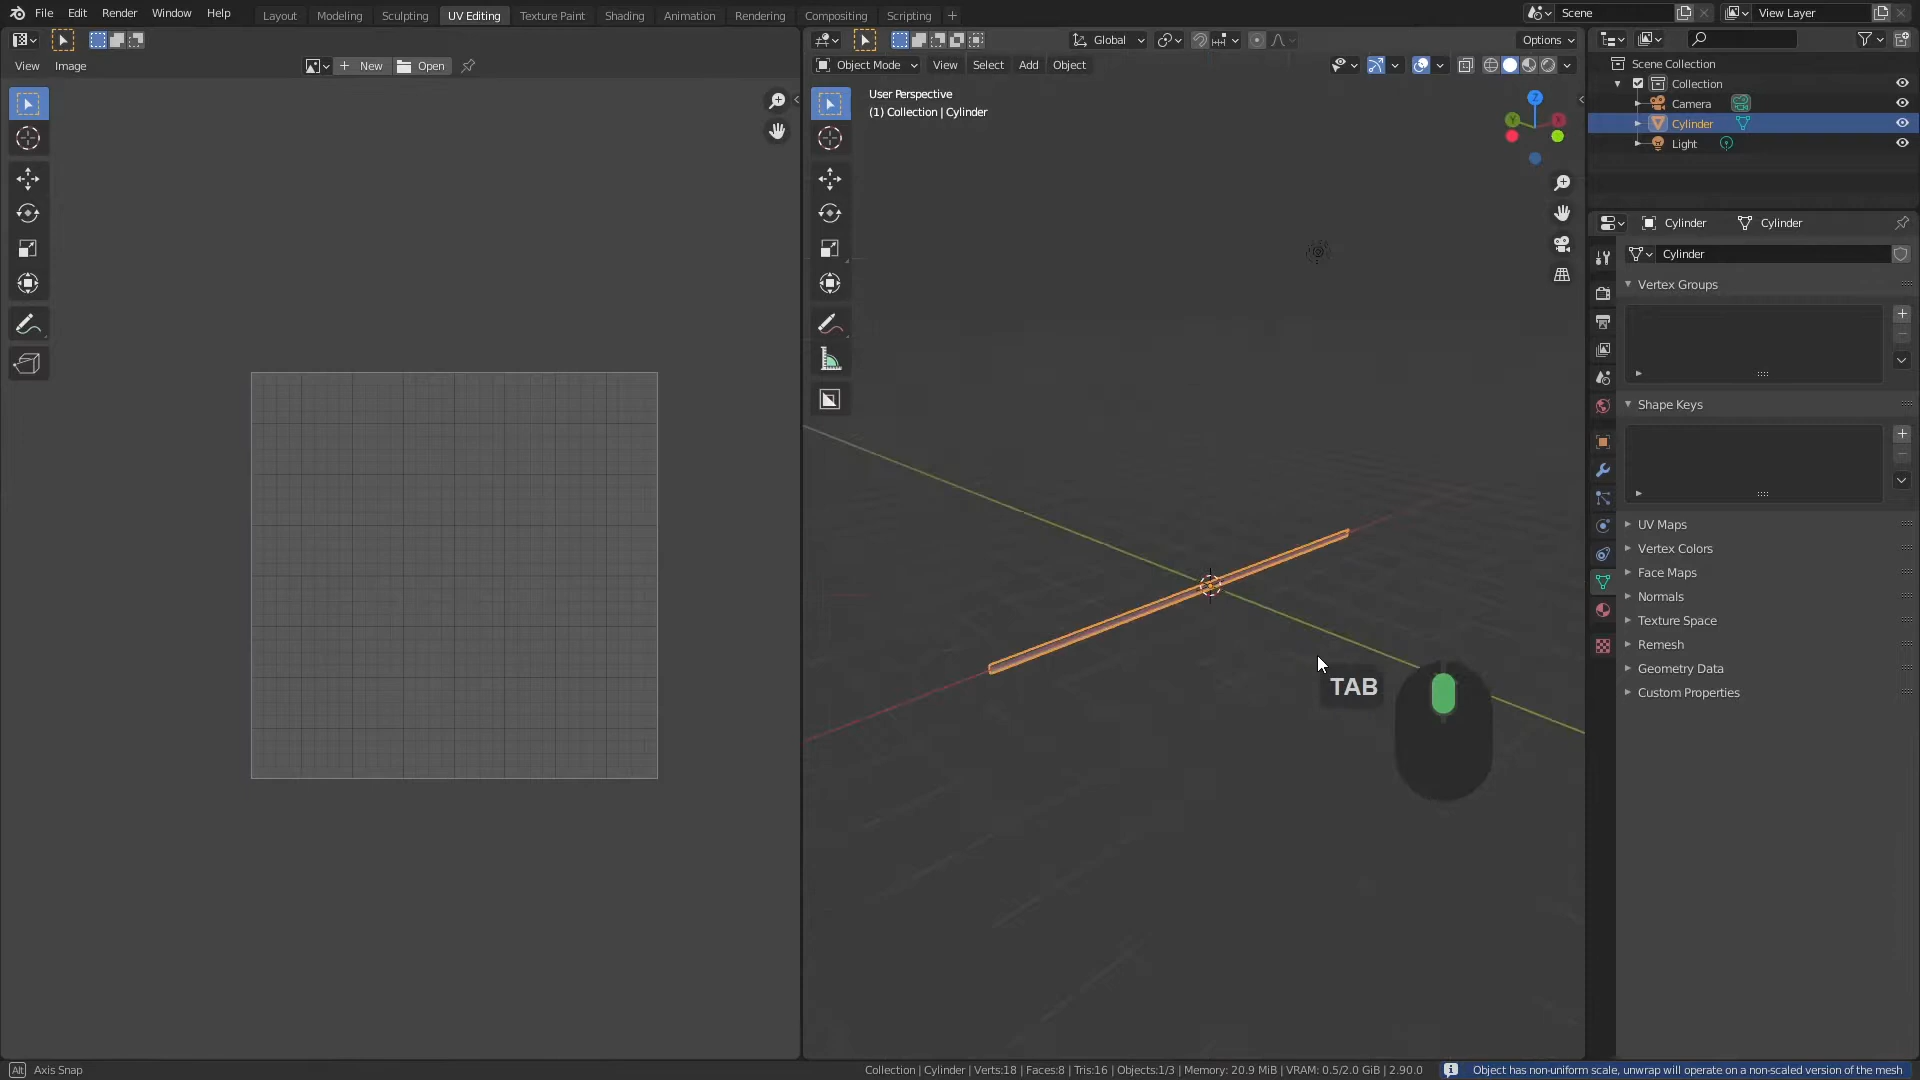 File Edit Render Window Help Layout Modeling Sculpting UV Editing Texture Paint Shading Animation Rendering Compositing Scripting + Scene View Layer
Global Options
View Image New Open Object Mode View Select Add Object
Scene Collection
Collection
Camera
Cylinder
Light
User Perspective
(1) Collection | Cylinder
Z
Y
X
Cylinder Cylinder
Cylinder
Vertex Groups
Shape Keys
UV Maps
Vertex Colors
Face Maps
Normals
Texture Space
Remesh
Geometry Data
Custom Properties
TAB
Alt Axis Snap Collection | Cylinder | Verts:18 | Faces:8 | Tris:16 | Objects:1/3 | Memory: 20.9 MiB | VRAM: 0.5/2.0 GiB | 2.90.0 Object has non-uniform scale, unwrap will operate on a non-scaled version of the mesh